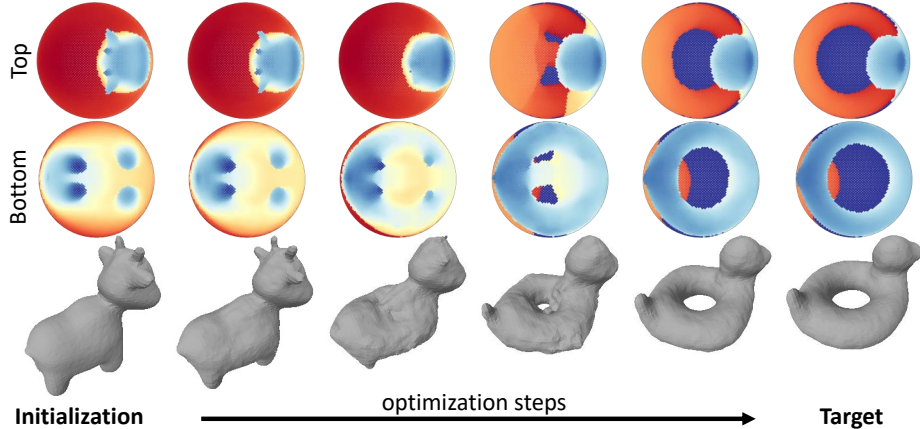 Top
Bottom
optimization steps
Initialization
Target